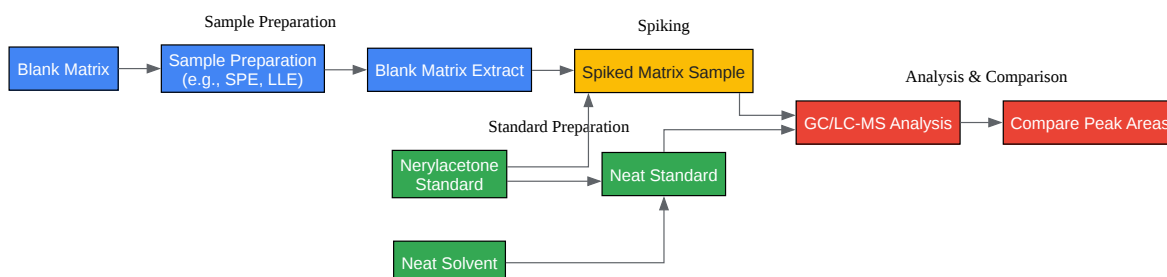 Sample Preparation
Spiking
Blank Matrix
Sample Preparation
(e.g., SPE, LLE)
Blank Matrix Extract
Spiked Matrix Sample
Analysis & Comparison
GC/LC-MS Analysis
Compare Peak Areas
Standard Preparation
Nerylacetone
Standard
Neat Standard
Neat Solvent